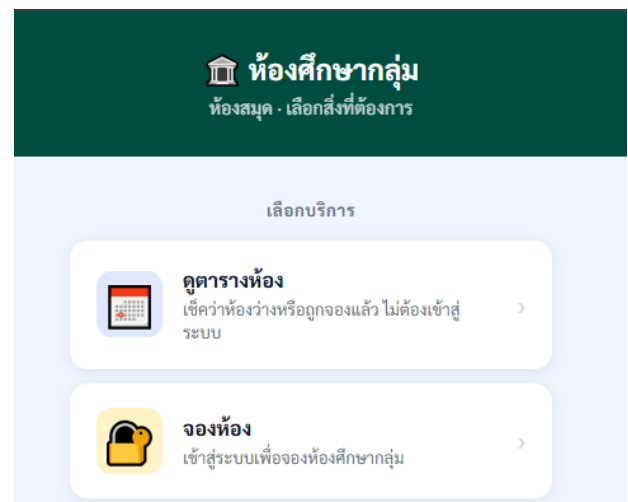 ห้องศึกษากลุ่ม
ห้องสมุด · เลือกสิ่งที่ต้องการ
เลือกบริการ
ดูตารางห้อง
เช็คว่าห้องว่างหรือถูกจองแล้ว ไม่ต้องเข้าสู่
ระบบ
จองห้อง
เข้าสู่ระบบเพื่อจองห้องศึกษากลุ่ม